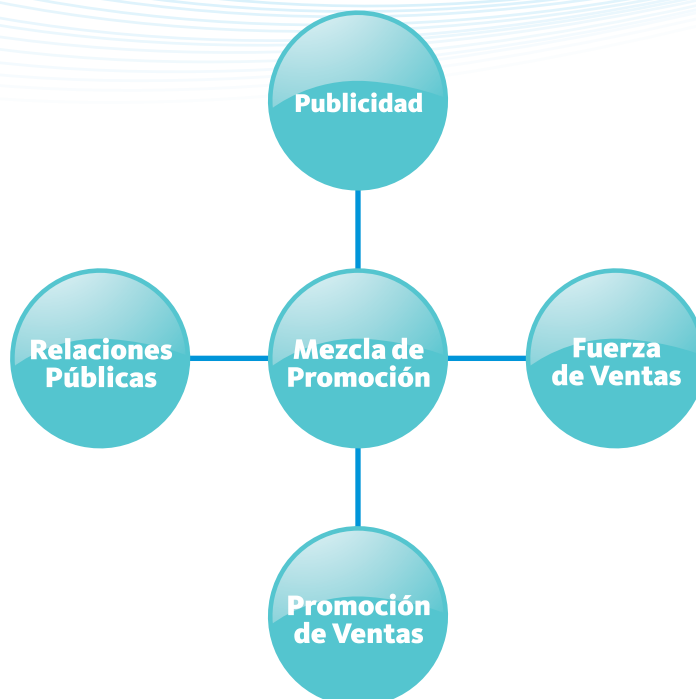 Publicidad
Relaciones
Públicas
Mezcla de
Promoción
Fuerza
de Ventas
Promoción
de Ventas